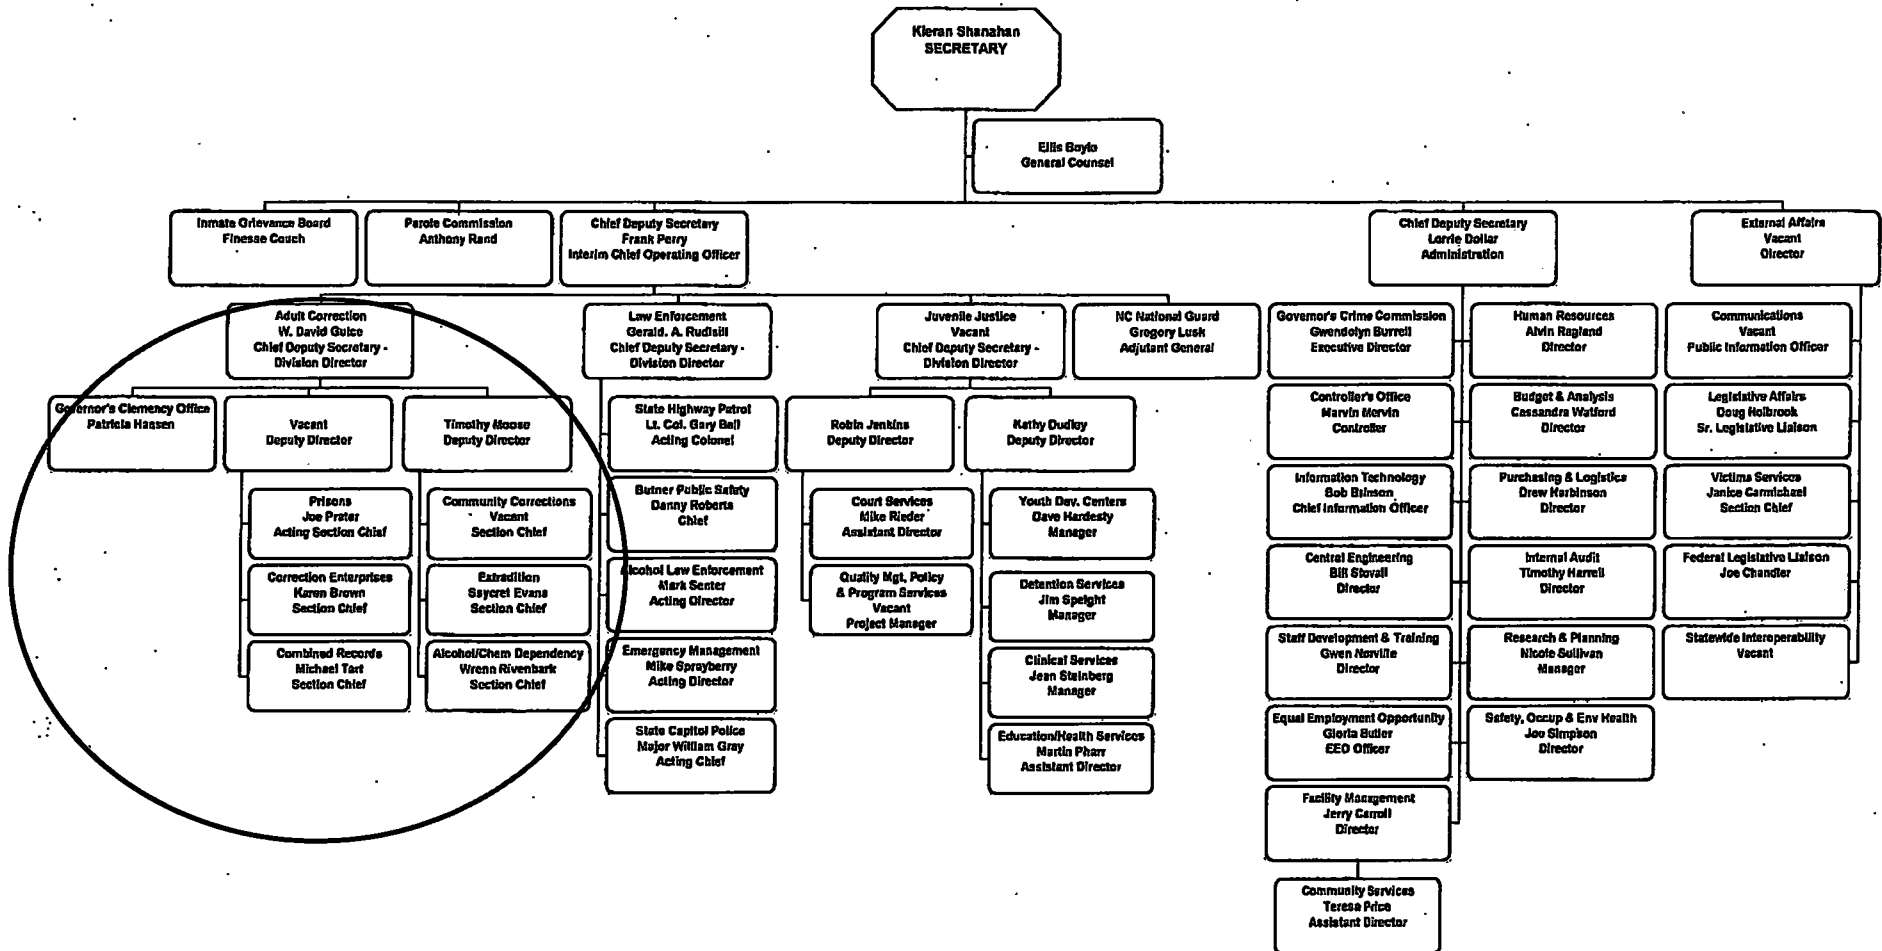 Kieran Shanahan
SECRETARY
Ellis Boyle
General Counsel
Inmate Grievance Board
Finesse Couch
Parole Commission
Anthony Rand
Chief Deputy Secretary
Frank Perry
Interim Chief Operating Officer
Chief Deputy Secretary
Lorrie Dollar
Administration
External Affairs
Vacant
Director
Adult Correction
W. David Guice
Chief Deputy Secretary -
Division Director
Law Enforcement
Gerald. A. Rudisill
Chief Deputy Secretary -
Division Director
Juvenile Justice
Vacant
Chief Deputy Secretary -
Division Director
NC National Guard
Gregory Lusk
Adjutant General
Governor's Clemency Office
Patricia Hansen
Vacant
Deputy Director
Timothy Moose
Deputy Director
Prisons
Joe Prater
Acting Section Chief
Correction Enterprises
Karen Brown
Section Chief
Combined Records
Michael Tart
Section Chief
Community Corrections
Vacant
Section Chief
Extradition
Evans
Section Chief
Alcohol/Chem Dependency
Wrenn Rivenbark
Section Chief
State Highway Patrol
Lt. Col. Gary Bell
Acting Colonel
Butner Public Safety
Danny Roberts
Chief
Alcohol Law Enforcement
Mark Senter
Acting Director
Emergency Management
Mike Sprayberry
Acting Director
State Capitol Police
Major William Gray
Acting Chief
Robin Jenkins
Deputy Director
Court Services
Mike Rieder
Assistant Director
Quality Mgt, Policy
& Program Services
Vacant
Project Manager
Kathy Dudley
Deputy Director
Youth Dev. Centers
Dave Hardesty
Manager
Detention Services
Jim Speight
Manager
Clinical Services
Jean Steinberg
Manager
Education/Health Services
Martin Pharr
Assistant Director
Governor's Crime Commission
Gwendolyn Burrell
Executive Director
Controller's Office
Marvin Mervin
Controller
Information Technology
Bob Brinson
Chief Information Officer
Central Engineering
Bill Stovall
Director
Staff Development & Training
Gwen Norville
Director
Equal Employment Opportunity
Gloria Butler
EEO Officer
Facility Management
Jerry Carroll
Director
Community Services
Teresa Price
Assistant Director
Human Resources
Alvin Ragland
Director
Budget & Analysis
Cassandra Watford
Director
Purchasing & Logistics
Drew Harbinson
Director
Internal Audit
Timothy Harrell
Director
Research & Planning
Nicole Sullivan
Manager
Safety, Occup & Env Health
Joe Simpson
Director
Communications
Vacant
Public Information Officer
Legislative Affairs
Doug Holbrook
Sr. Legislative Liaison
Victims Services
Janice Carmichael
Section Chief
Federal Legislative Liaison
Joe Chandler
Statewide Interoperability
Vacant